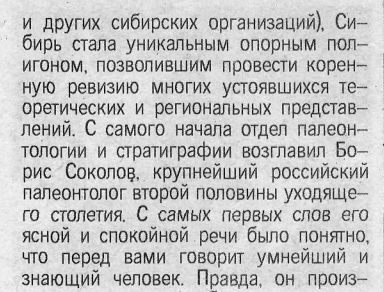 и других сибирских организаций), Си-
бирь стала уникальным опорным по-
лигоном, позволившим провести корен-
ную ревизию многих устоявшихся те-
оретических и региональных представ-
лений. С самого начала отдел палеон-
тологии и стратиграфии возглавил Бо-
рис Соколов, крупнейший российский
палеонтолог второй половины уходяще-
го столетия. С самых первых слов его
ясной и спокойной речи было понятно,
что перед вами говорит умнейший и
знающий человек. Правда, он произ-